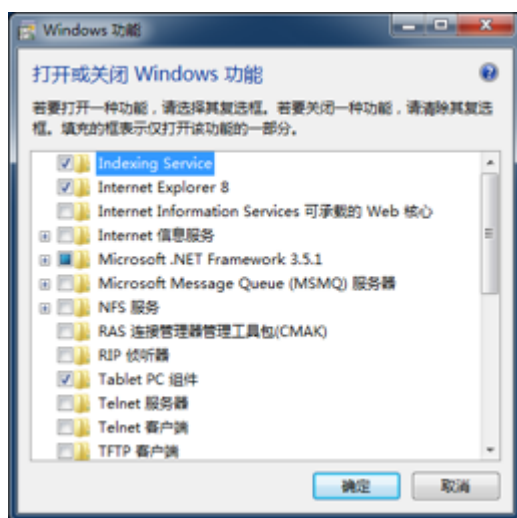 Windows 功能
打开或关闭 Windows 功能
若要打开一种功能，请选择其复选框。若要关闭一种功能，请清除其复选
框。填充的框表示仅打开该功能的一部分。
Indexing Service
Internet Explorer 8
Internet Information Services 可承载的 Web 核心
Internet 信息服务
Microsoft .NET Framework 3.5.1
Microsoft Message Queue (MSMQ) 服务器
NFS 服务
RAS 连接管理器管理工具包(CMAK)
RIP 侦听器
Tablet PC 组件
Telnet 服务器
Telnet 客户端
TFTP 客户端
确定
取消